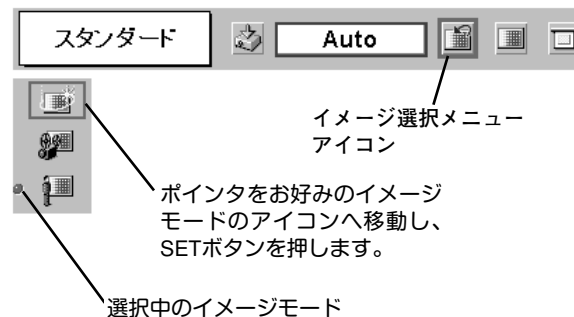 スタンダード
Auto
イメージ選択メニュー
アイコン
ポインタをお好みのイメージ
モードのアイコンへ移動し、
SETボタンを押します。
選択中のイメージモード